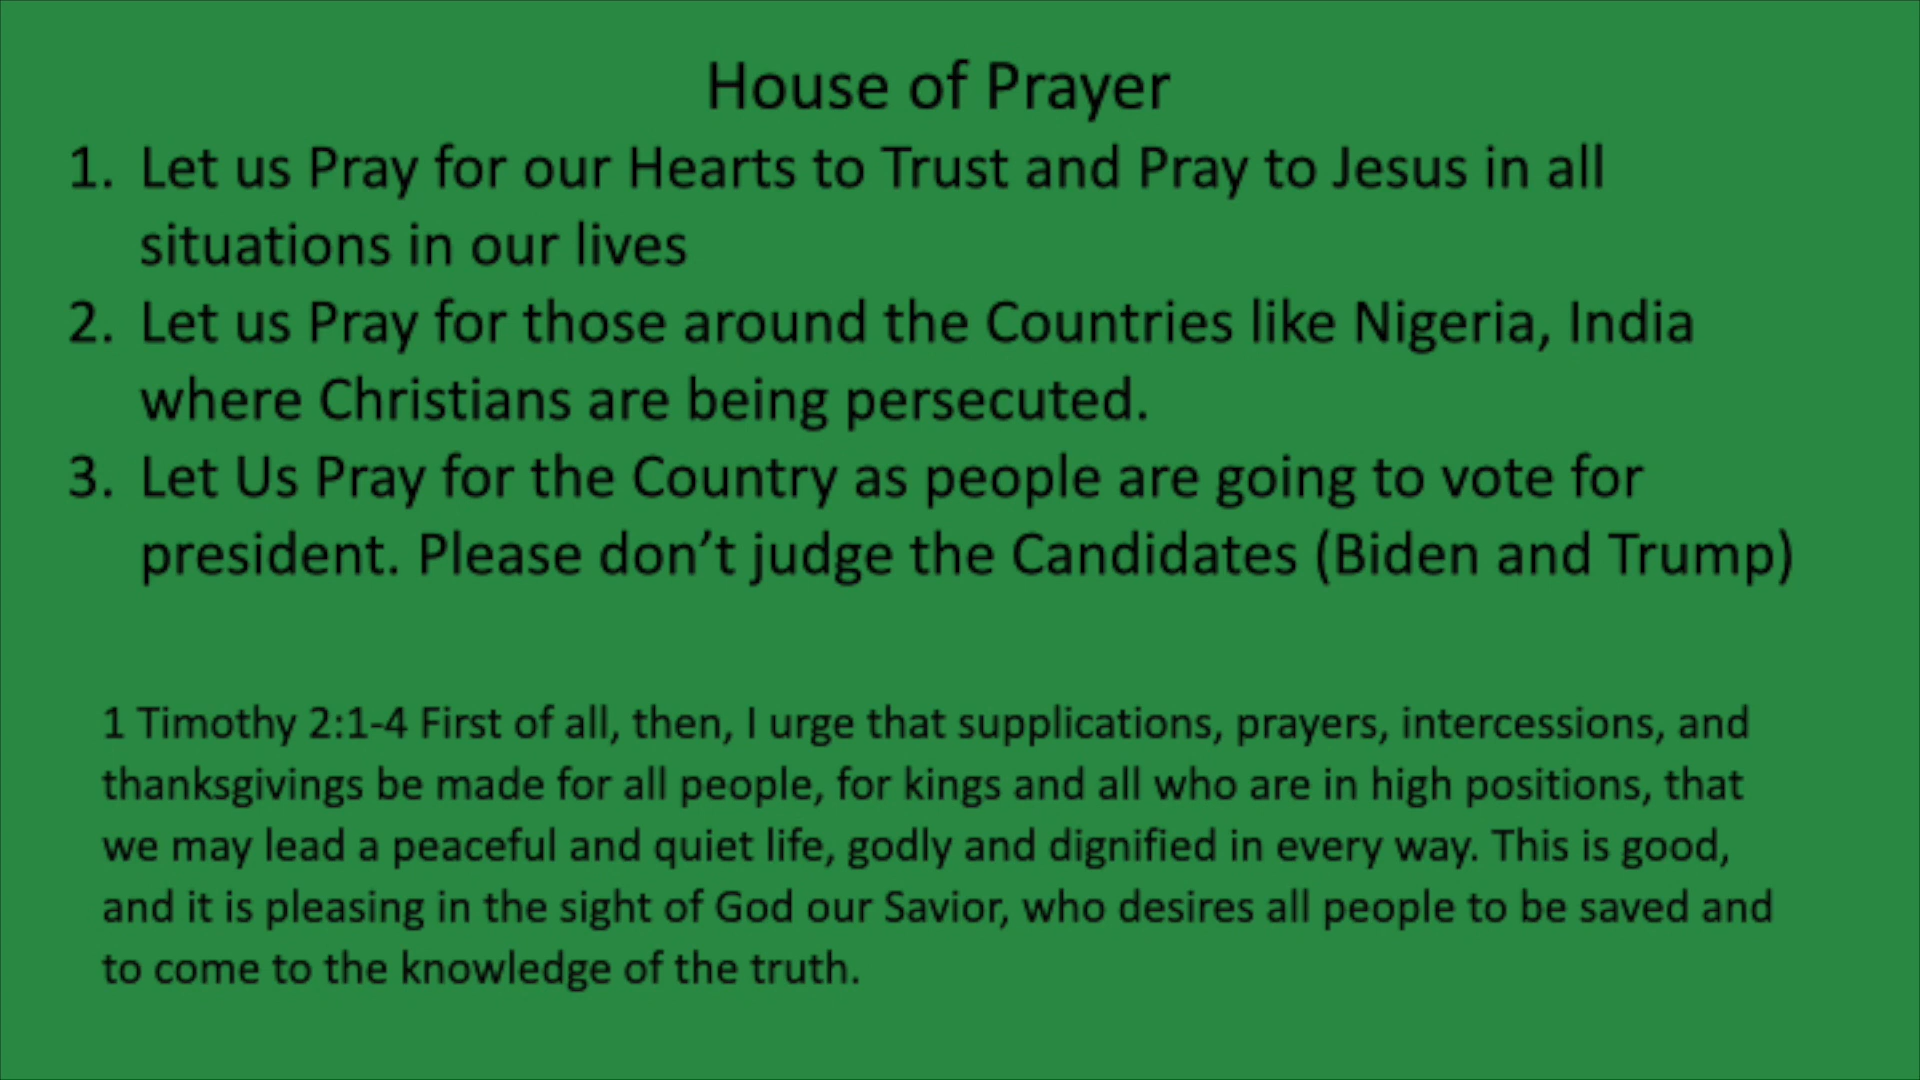 House of Prayer
1. Let us Pray for our Hearts to Trust and Pray to Jesus in all
situations in our lives
2. Let us Pray for those around the Countries like Nigeria, India
where Christians are being persecuted.
3. Let Us Pray for the Country as people are going to vote for
president. Please don’t judge the Candidates (Biden and Trump)
1 Timothy 2:1-4 First of all, then, I urge that supplications, prayers, intercessions, and
thanksgivings be made for all people, for kings and all who are in high positions, that
we may lead a peaceful and quiet life, godly and dignified in every way. This is good,
and it is pleasing in the sight of God our Savior, who desires all people to be saved and
to come to the knowledge of the truth.